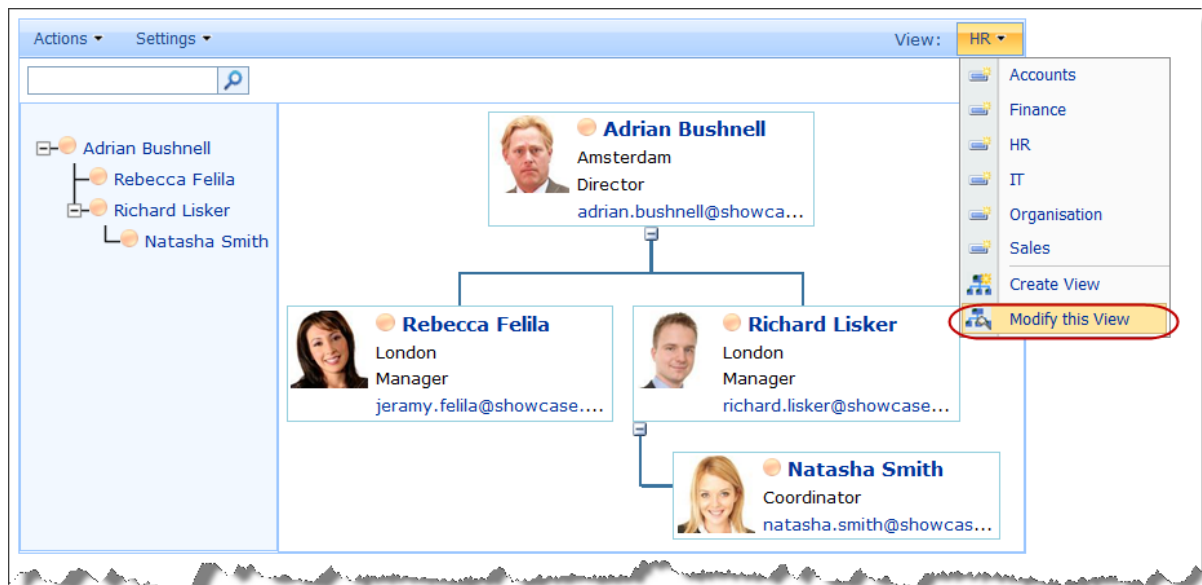 Actions Settings View: HR
Accounts
Finance
HR
IT
Organisation
Sales
Create View
Modify this View
Adrian Bushnell
Rebecca Felila
Richard Lisker
Natasha Smith
Adrian Bushnell
Amsterdam
Director
adrian.bushnell@showca...
Rebecca Felila
London
Manager
jeramy.felila@showcase....
Richard Lisker
London
Manager
richard.lisker@showcase...
Natasha Smith
Coordinator
natasha.smith@showcas...